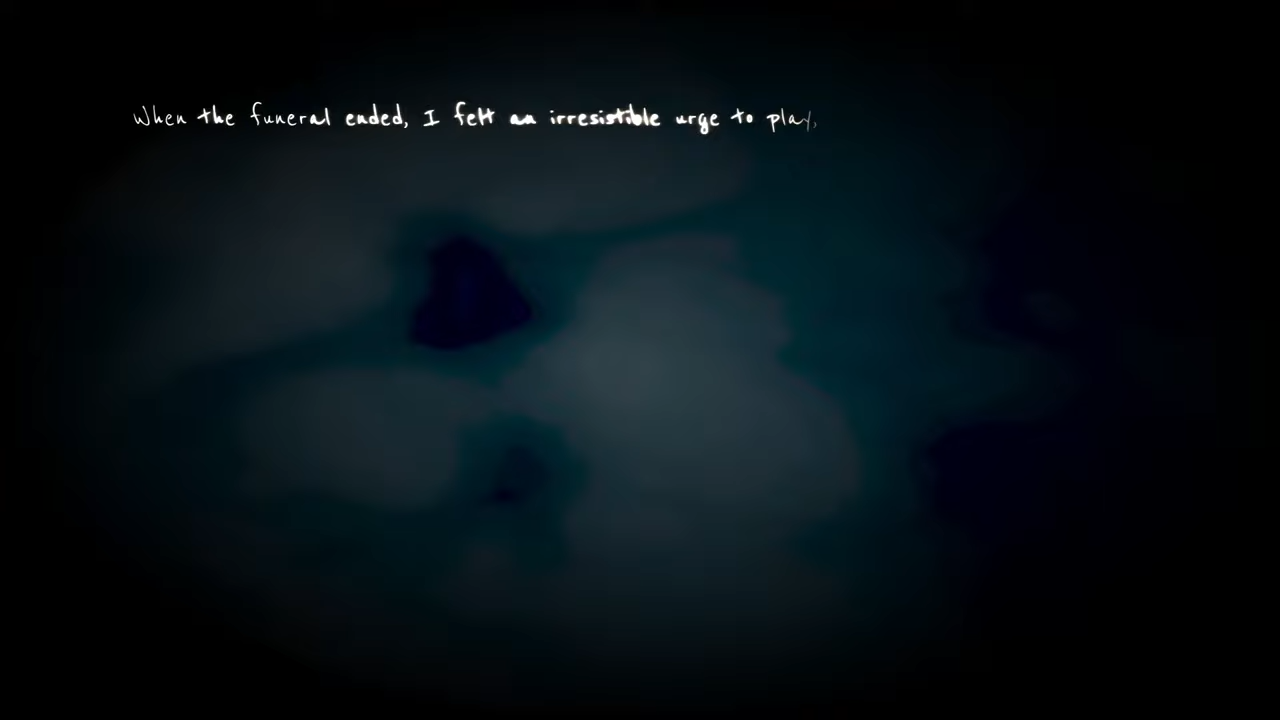 When the funeral ended, I felt an irresistible urge to play,